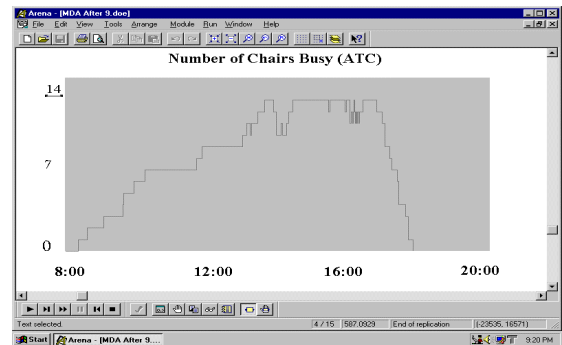 Arena - [MDA After 9.doe]
File Edit View Tools Arrange Module Run Window Help
Number of Chairs Busy (ATC)
14
7
0
8:00 12:00 16:00 20:00
Text selected. 4 / 15 587.0929 End of replication (-23535, 16571)
Start Arena - [MDA After 9.... 9:20 PM